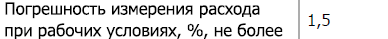 Погрешность измерения расхода
при рабочих условиях, %, не более
1,5